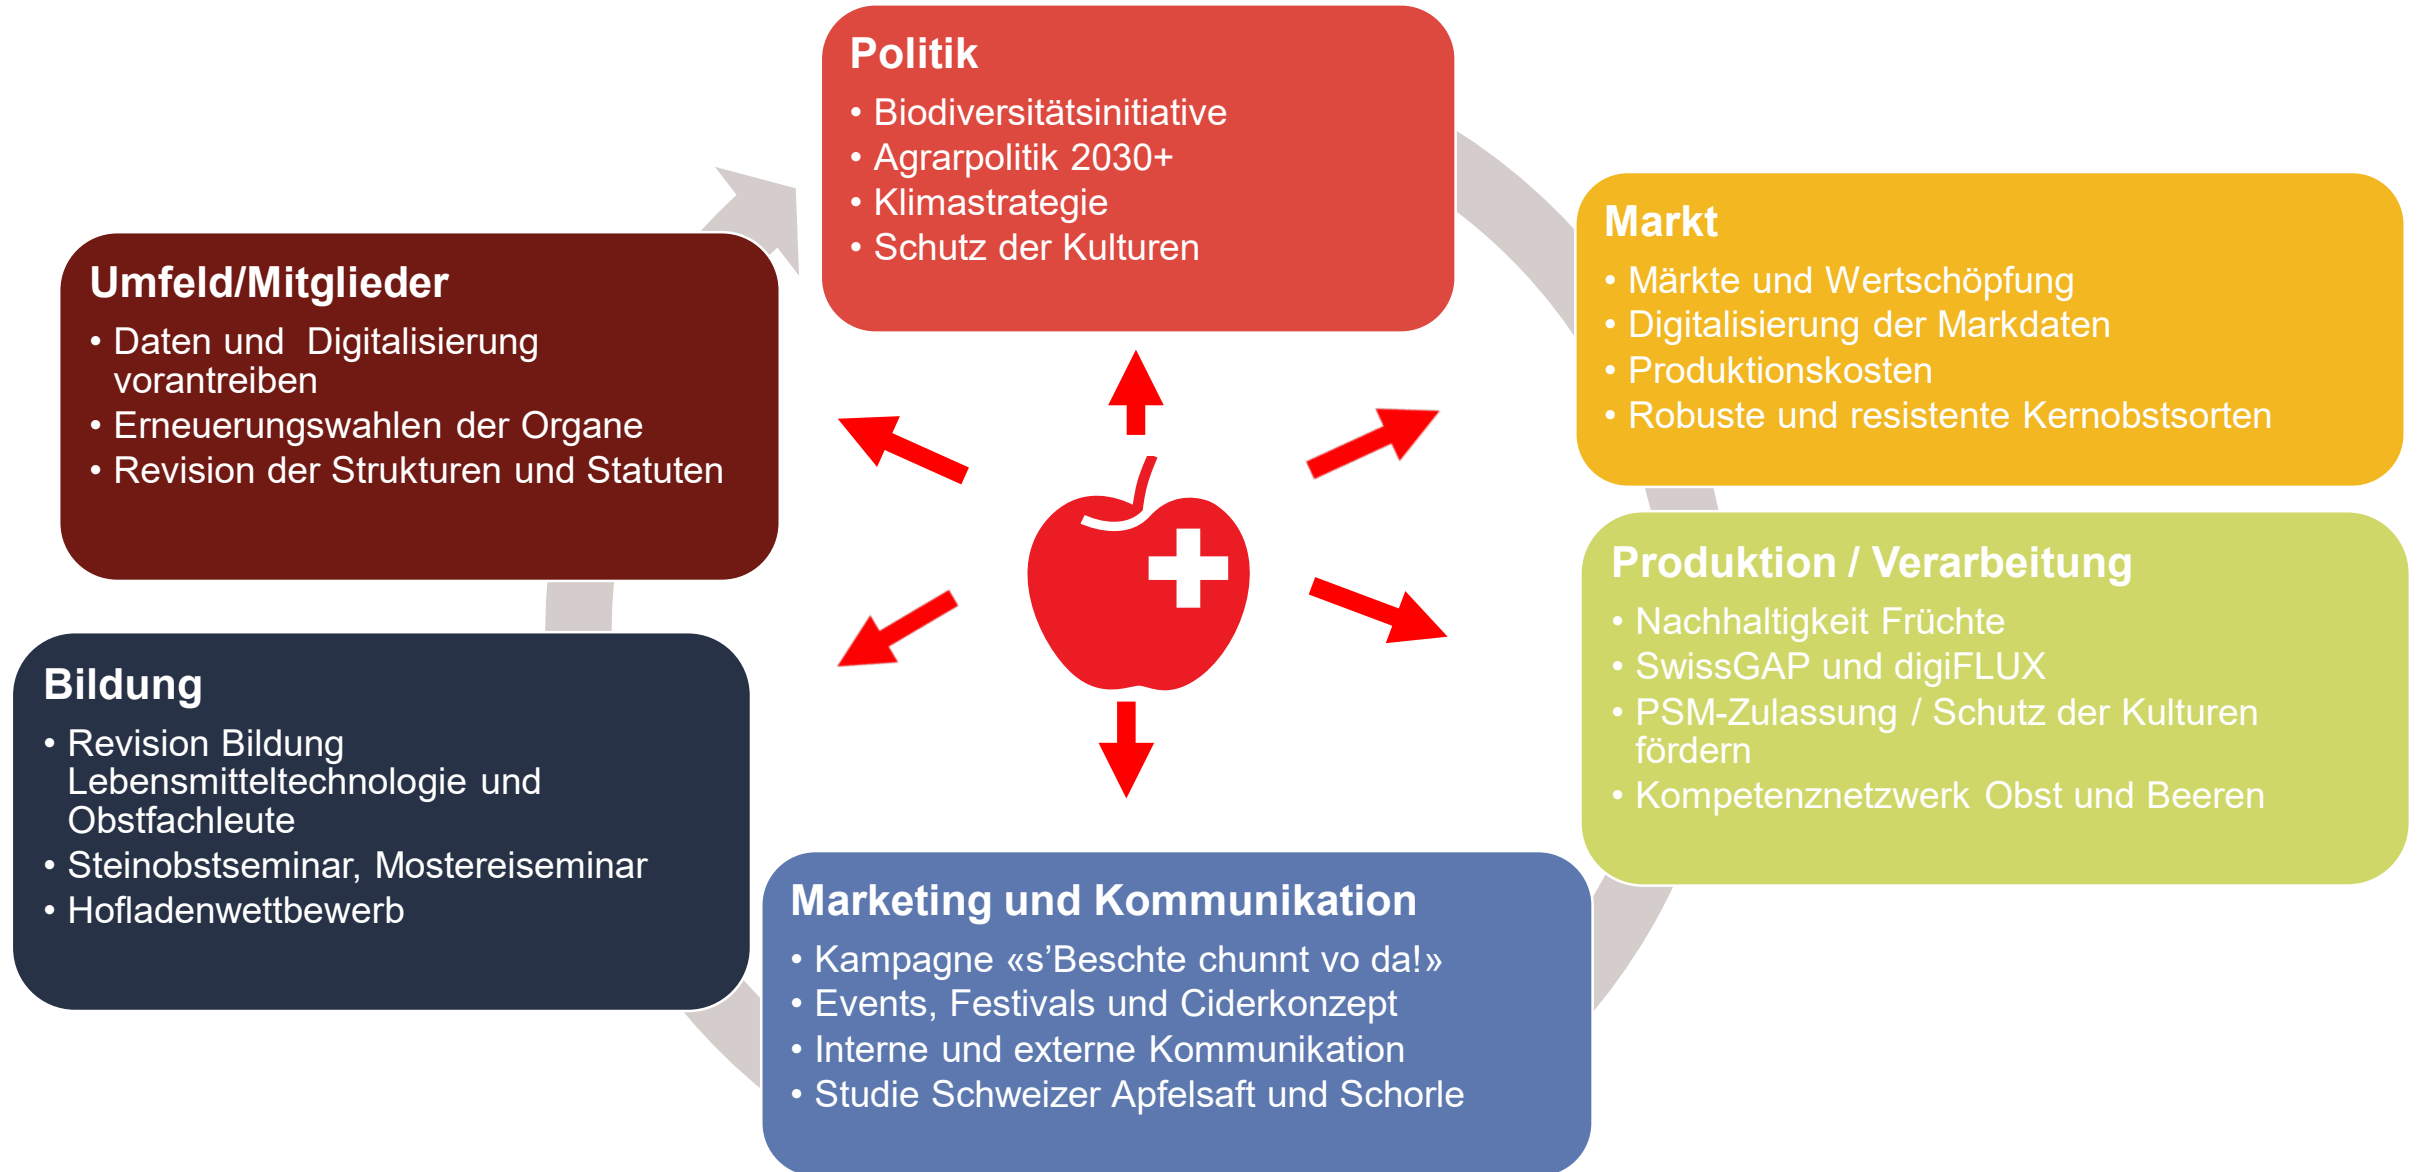 Politik
• Biodiversitätsinitiative
• Agrarpolitik 2030+
• Klimastrategie
• Schutz der Kulturen
Markt
• Märkte und Wertschöpfung
• Digitalisierung der Markdaten
• Produktionskosten
• Robuste und resistente Kernobstsorten
Produktion / Verarbeitung
• Nachhaltigkeit Früchte
• SwissGAP und digiFLUX
• PSM-Zulassung / Schutz der Kulturen
fördern
• Kompetenznetzwerk Obst und Beeren
Marketing und Kommunikation
• Kampagne «s’Beschte chunnt vo da!»
• Events, Festivals und Ciderkonzept
• Interne und externe Kommunikation
• Studie Schweizer Apfelsaft und Schorle
Bildung
• Revision Bildung
Lebensmitteltechnologie und
Obstfachleute
• Steinobstseminar, Mostereiseminar
• Hofladenwettbewerb
Umfeld/Mitglieder
• Daten und Digitalisierung
vorantreiben
• Erneuerungswahlen der Organe
• Revision der Strukturen und Statuten